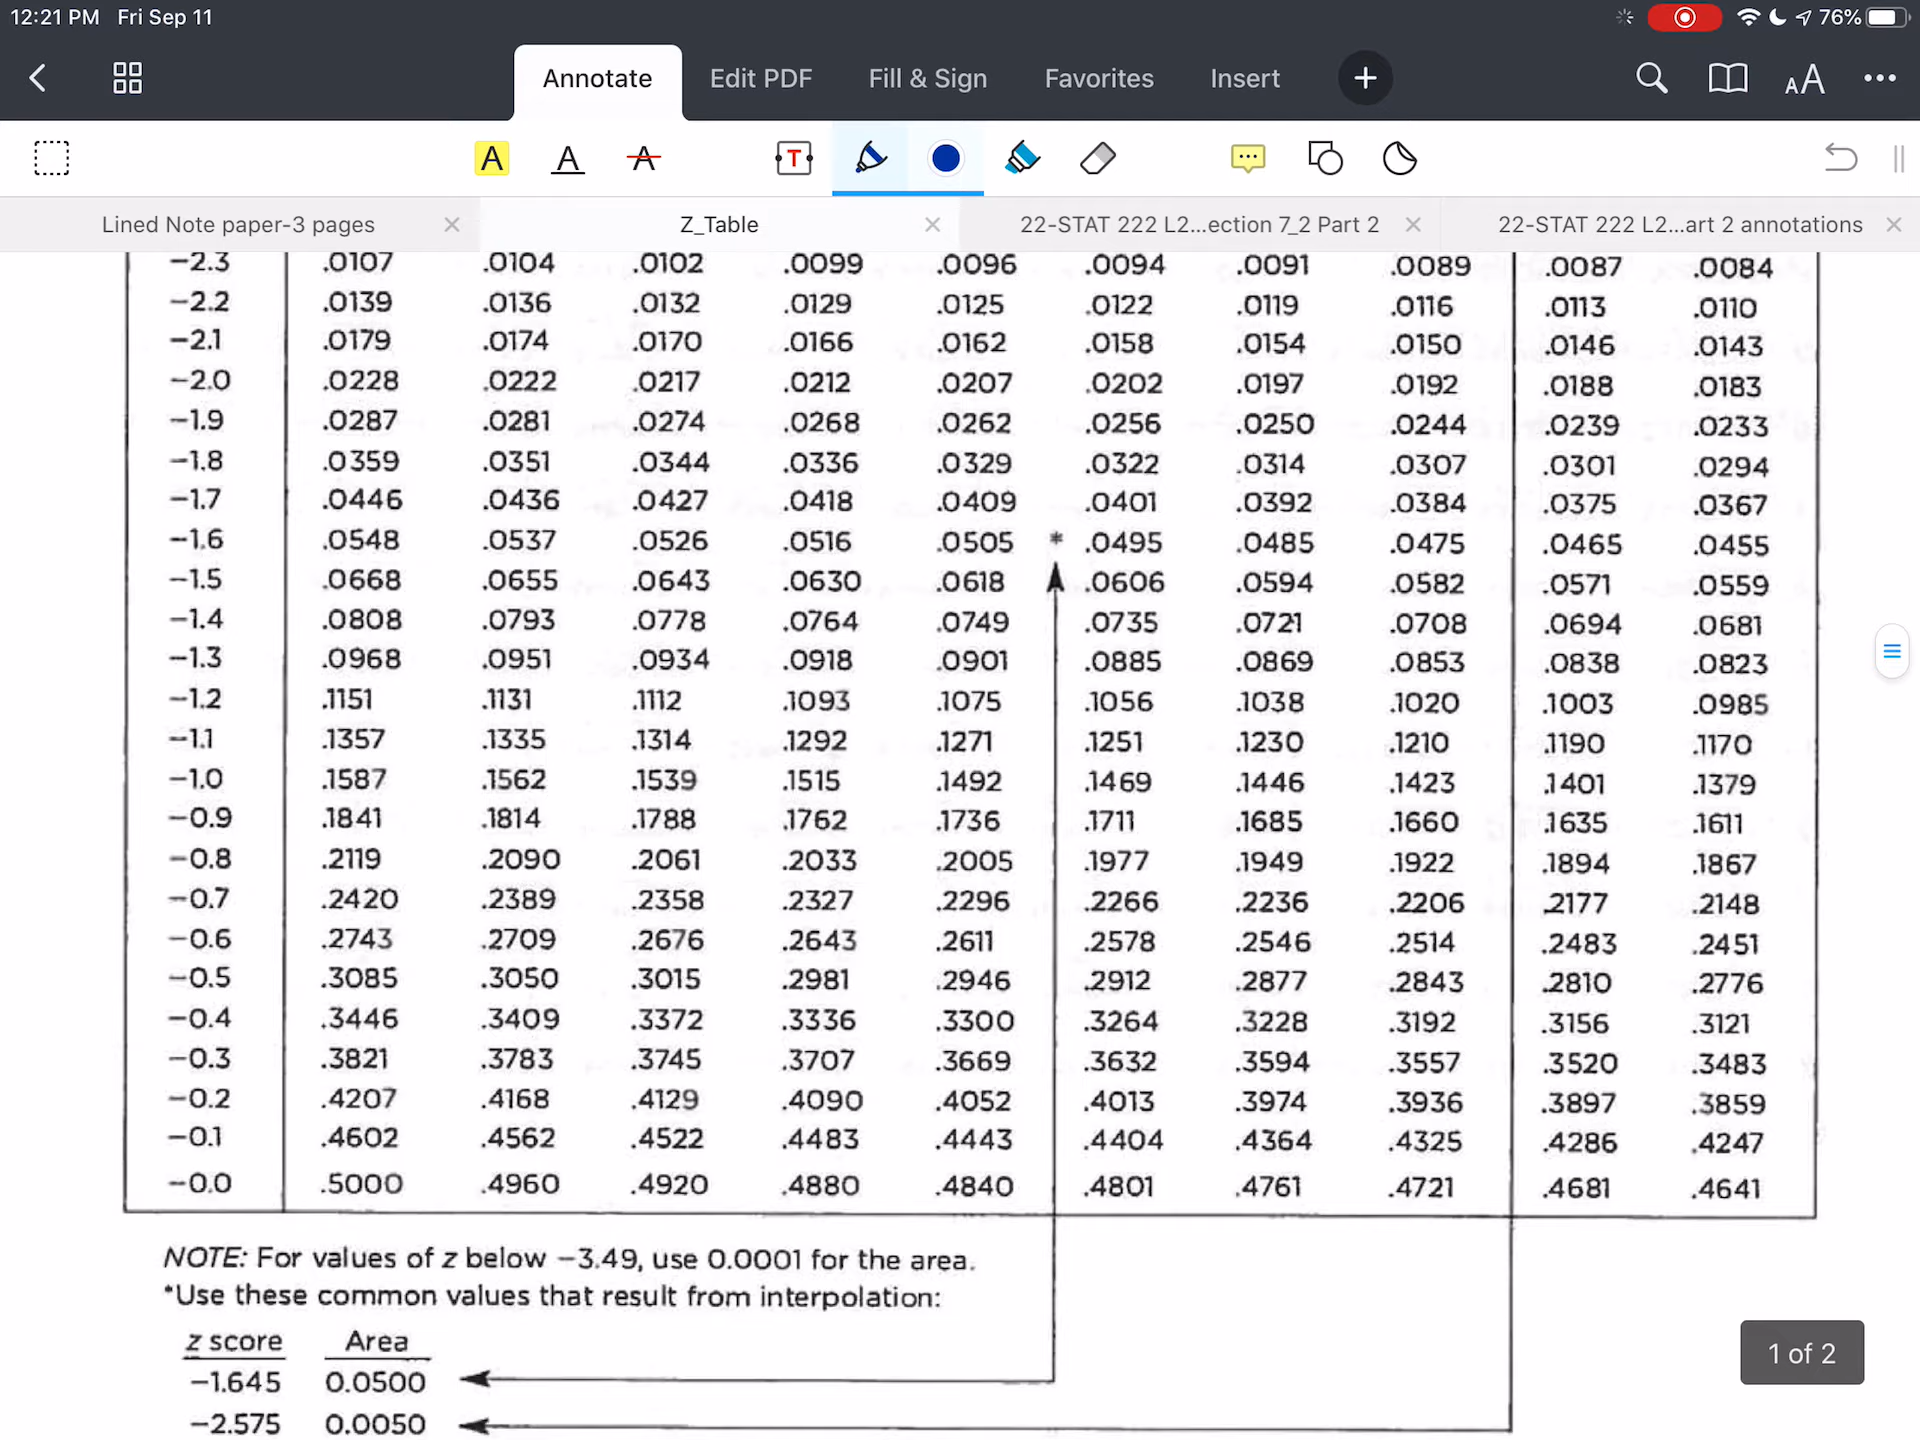 12:21 PM Fri Sep 11 76%
Annotate Edit PDF Fill & Sign Favorites Insert
AA
A A A T
Lined Note paper-3 pages Z_Table 22-STAT 222 L2...ection 7_2 Part 2 22-STAT 222 L2...art 2 annotations
−2.3 .0107 .0104 .0102 .0099 .0096 .0094 .0091 .0089 .0087 .0084
−2.2 .0139 .0136 .0132 .0129 .0125 .0122 .0119 .0116 .0113 .0110
−2.1 .0179 .0174 .0170 .0166 .0162 .0158 .0154 .0150 .0146 .0143
−2.0 .0228 .0222 .0217 .0212 .0207 .0202 .0197 .0192 .0188 .0183
−1.9 .0287 .0281 .0274 .0268 .0262 .0256 .0250 .0244 .0239 .0233
−1.8 .0359 .0351 .0344 .0336 .0329 .0322 .0314 .0307 .0301 .0294
−1.7 .0446 .0436 .0427 .0418 .0409 .0401 .0392 .0384 .0375 .0367
−1.6 .0548 .0537 .0526 .0516 .0505 * .0495 .0485 .0475 .0465 .0455
−1.5 .0668 .0655 .0643 .0630 .0618 .0606 .0594 .0582 .0571 .0559
−1.4 .0808 .0793 .0778 .0764 .0749 .0735 .0721 .0708 .0694 .0681
−1.3 .0968 .0951 .0934 .0918 .0901 .0885 .0869 .0853 .0838 .0823
−1.2 .1151 .1131 .1112 .1093 .1075 .1056 .1038 .1020 .1003 .0985
−1.1 .1357 .1335 .1314 .1292 .1271 .1251 .1230 .1210 .1190 .1170
−1.0 .1587 .1562 .1539 .1515 .1492 .1469 .1446 .1423 .1401 .1379
−0.9 .1841 .1814 .1788 .1762 .1736 .1711 .1685 .1660 .1635 .1611
−0.8 .2119 .2090 .2061 .2033 .2005 .1977 .1949 .1922 .1894 .1867
−0.7 .2420 .2389 .2358 .2327 .2296 .2266 .2236 .2206 .2177 .2148
−0.6 .2743 .2709 .2676 .2643 .2611 .2578 .2546 .2514 .2483 .2451
−0.5 .3085 .3050 .3015 .2981 .2946 .2912 .2877 .2843 .2810 .2776
−0.4 .3446 .3409 .3372 .3336 .3300 .3264 .3228 .3192 .3156 .3121
−0.3 .3821 .3783 .3745 .3707 .3669 .3632 .3594 .3557 .3520 .3483
−0.2 .4207 .4168 .4129 .4090 .4052 .4013 .3974 .3936 .3897 .3859
−0.1 .4602 .4562 .4522 .4483 .4443 .4404 .4364 .4325 .4286 .4247
−0.0 .5000 .4960 .4920 .4880 .4840 .4801 .4761 .4721 .4681 .4641
NOTE: For values of z below −3.49, use 0.0001 for the area.
*Use these common values that result from interpolation:
z score Area
−1.645 0.0500
−2.575 0.0050
1 of 2